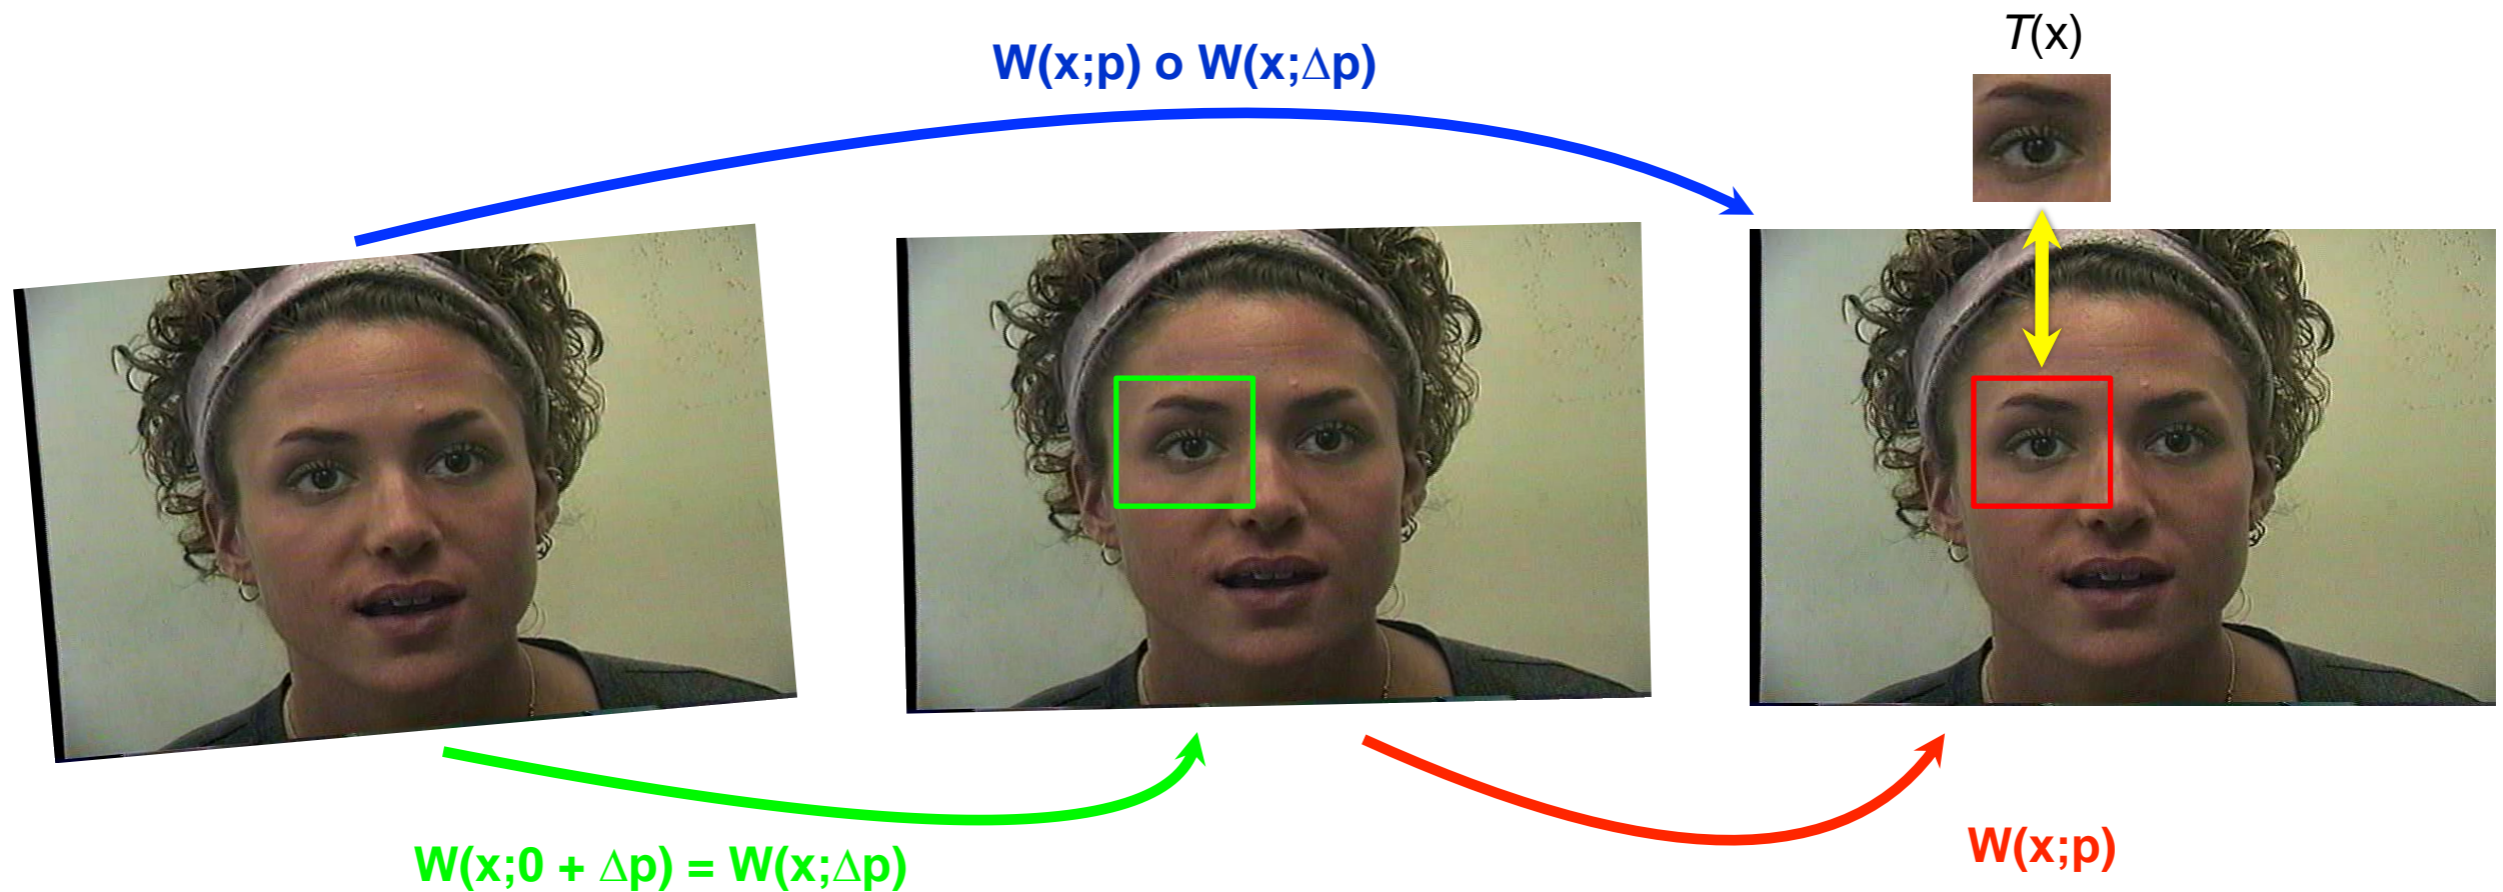 T(x)
W(x;p) o W(x;Δp)
W(x;0 + Δp) = W(x;Δp)
W(x;p)